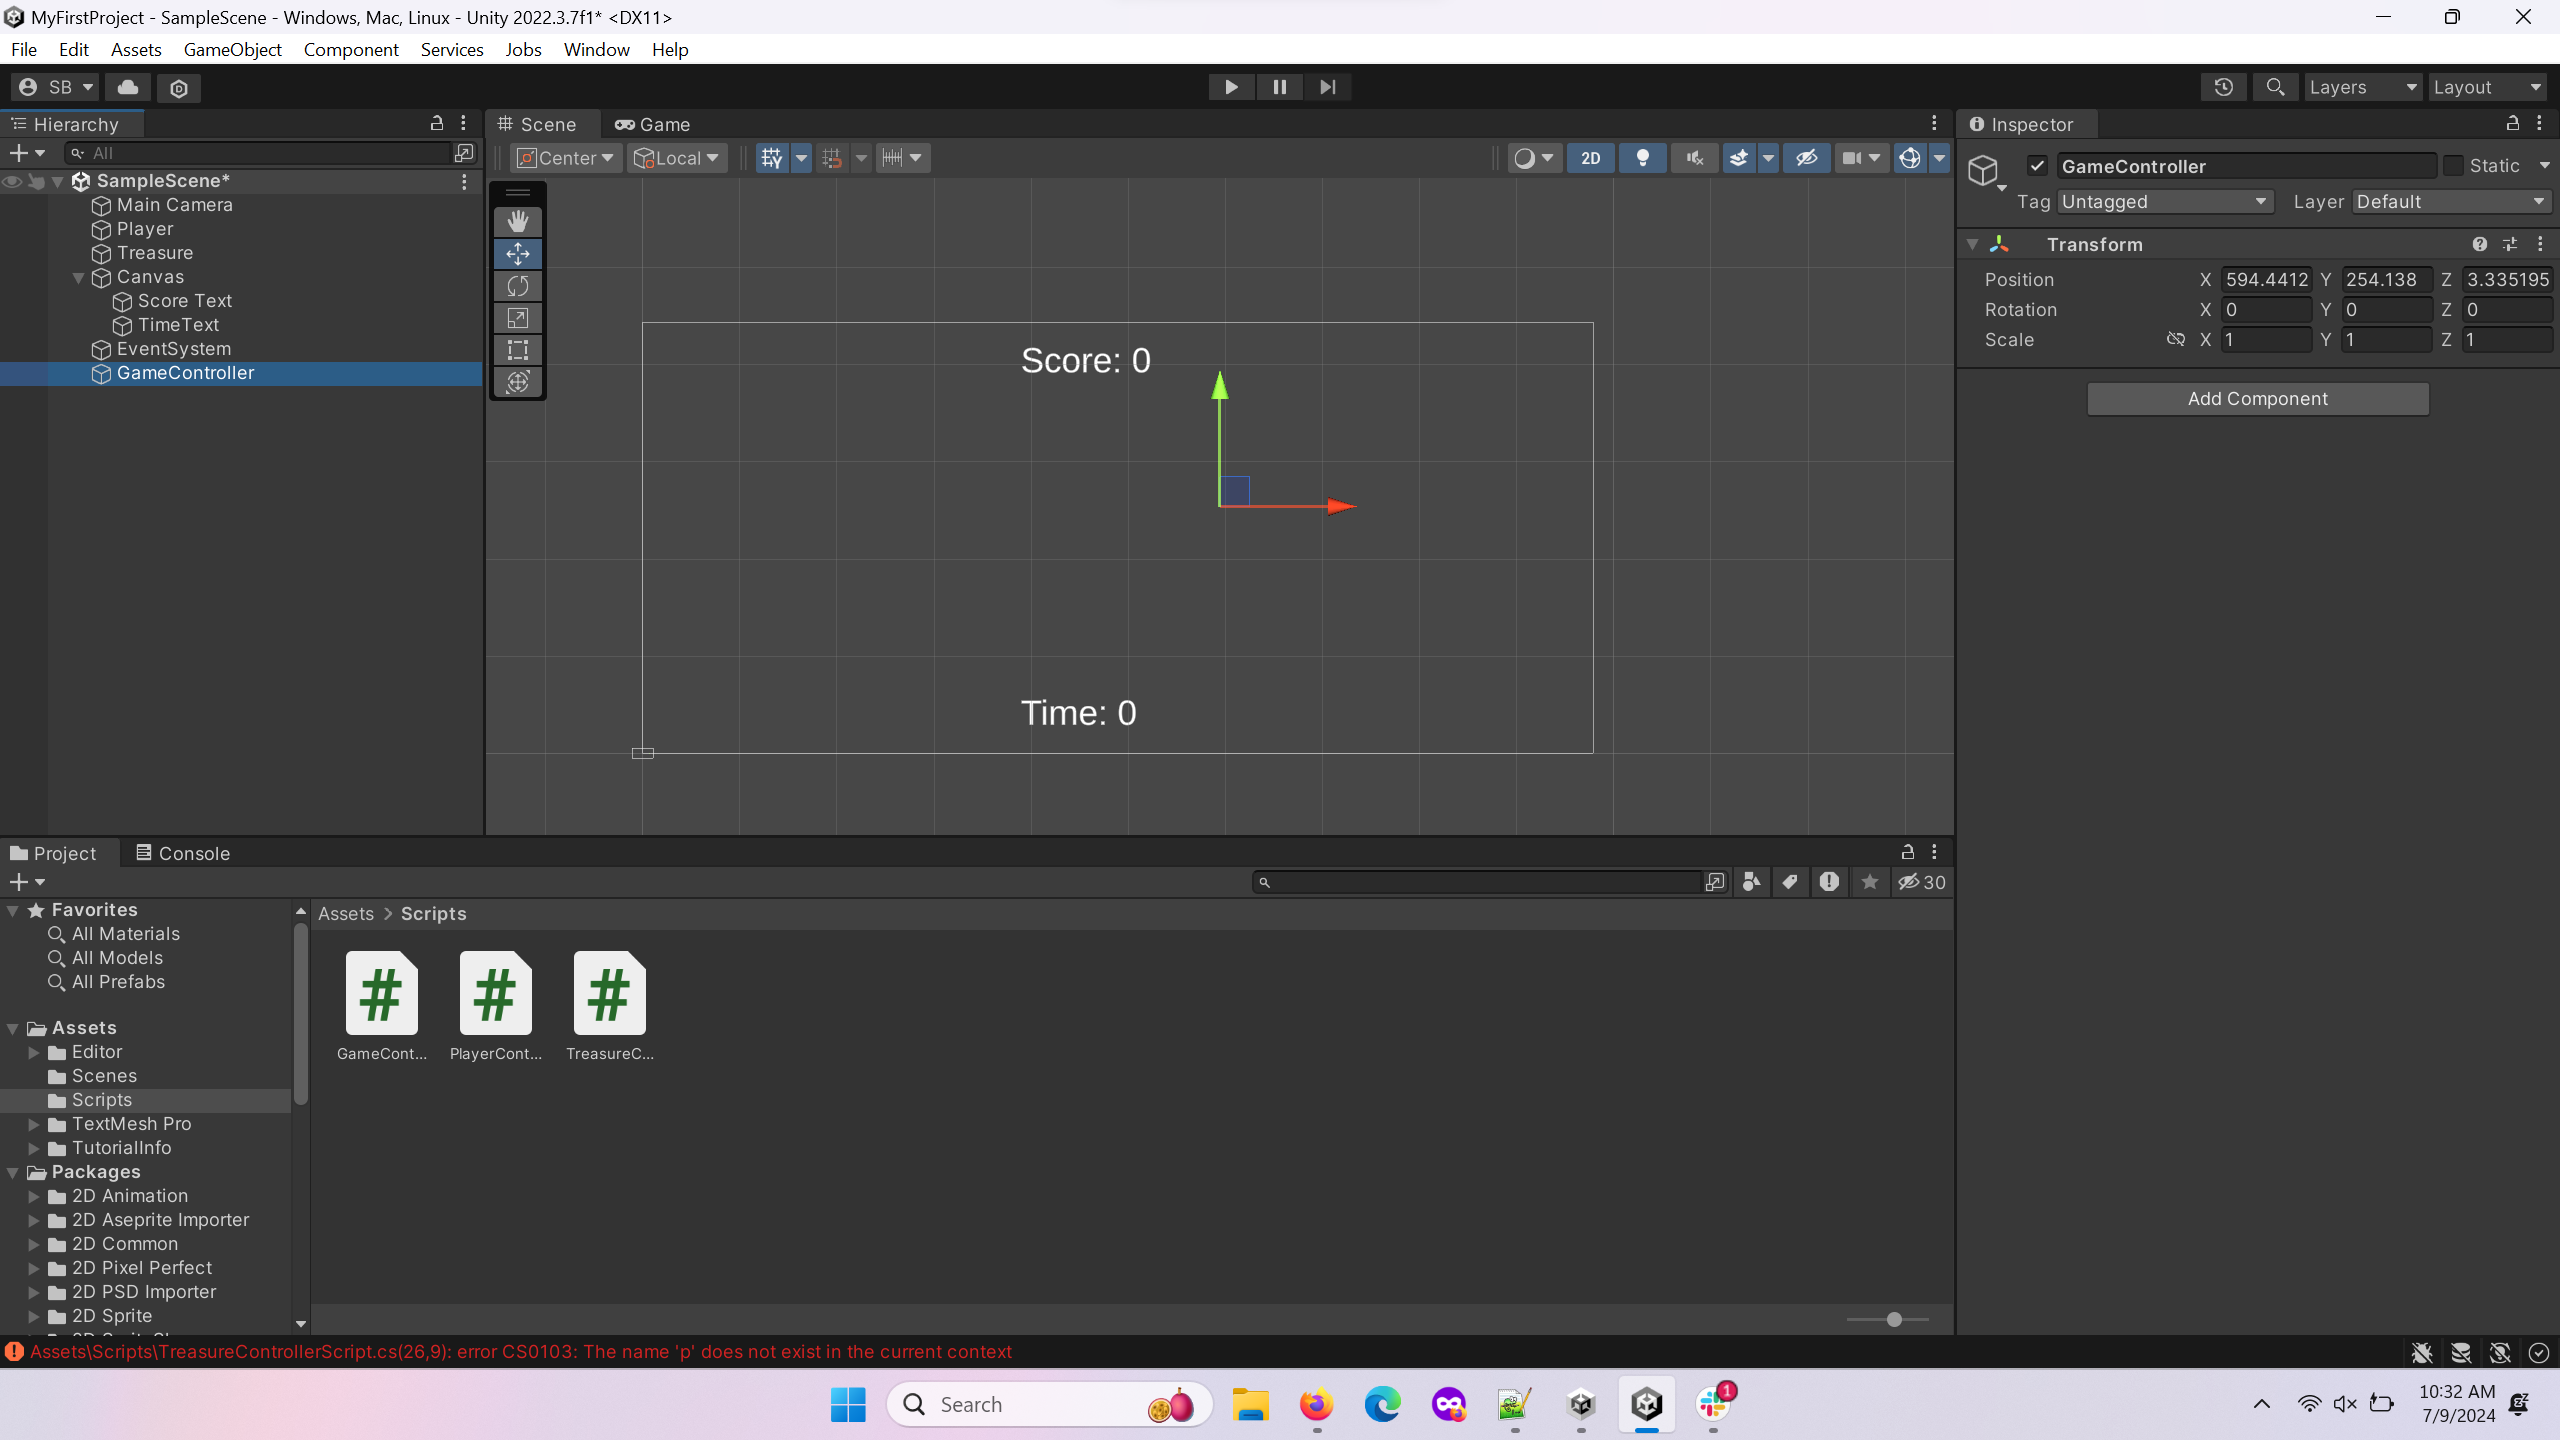 MyFirstProject - SampleScene - Windows, Mac, Linux - Unity 2022.3.7f1* <DX11>
File Edit Assets GameObject Component Services Jobs Window Help
SB
Layers Layout
Hierarchy
Scene Game
Inspector
All
Center Local
2D
SampleScene*
Main Camera
Player
Treasure
Canvas
Score Text
TimeText
EventSystem
GameController
GameController
Static
Tag Untagged
Layer Default
Transform
Position X 594.4412 Y 254.138 Z 3.335195
Rotation X 0 Y 0 Z 0
Scale X 1 Y 1 Z 1
Add Component
Score: 0
Time: 0
Project Console
30
Favorites
All Materials
All Models
All Prefabs
Assets
Editor
Scenes
Scripts
TextMesh Pro
TutorialInfo
Packages
2D Animation
2D Aseprite Importer
2D Common
2D Pixel Perfect
2D PSD Importer
2D Sprite
Assets > Scripts
# # #
GameCont... PlayerCont... TreasureC...
Assets\Scripts\TreasureControllerScript.cs(26,9): error CS0103: The name 'p' does not exist in the current context
Search
1
10:32 AM
7/9/2024